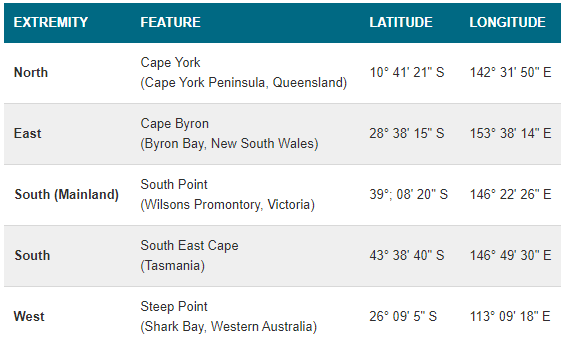 EXTREMITY FEATURE LATITUDE LONGITUDE
North Cape York (Cape York Peninsula, Queensland) 10° 41' 21" S 142° 31' 50" E
East Cape Byron (Byron Bay, New South Wales) 28° 38' 15" S 153° 38' 14" E
South (Mainland) South Point (Wilsons Promontory, Victoria) 39°; 08' 20" S 146° 22' 26" E
South South East Cape (Tasmania) 43° 38' 40" S 146° 49' 30" E
West Steep Point (Shark Bay, Western Australia) 26° 09' 5" S 113° 09' 18" E